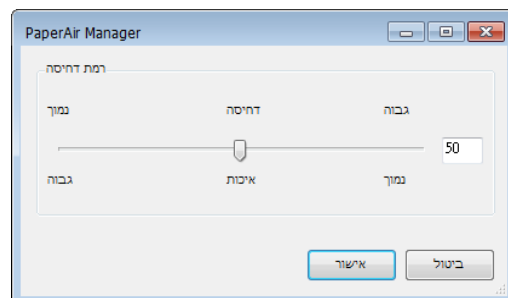 PaperAir Manager
רמת דחיסה
נמוך דחיסה גבוה
50
גבוה איכות נמוך
אישור ביטול